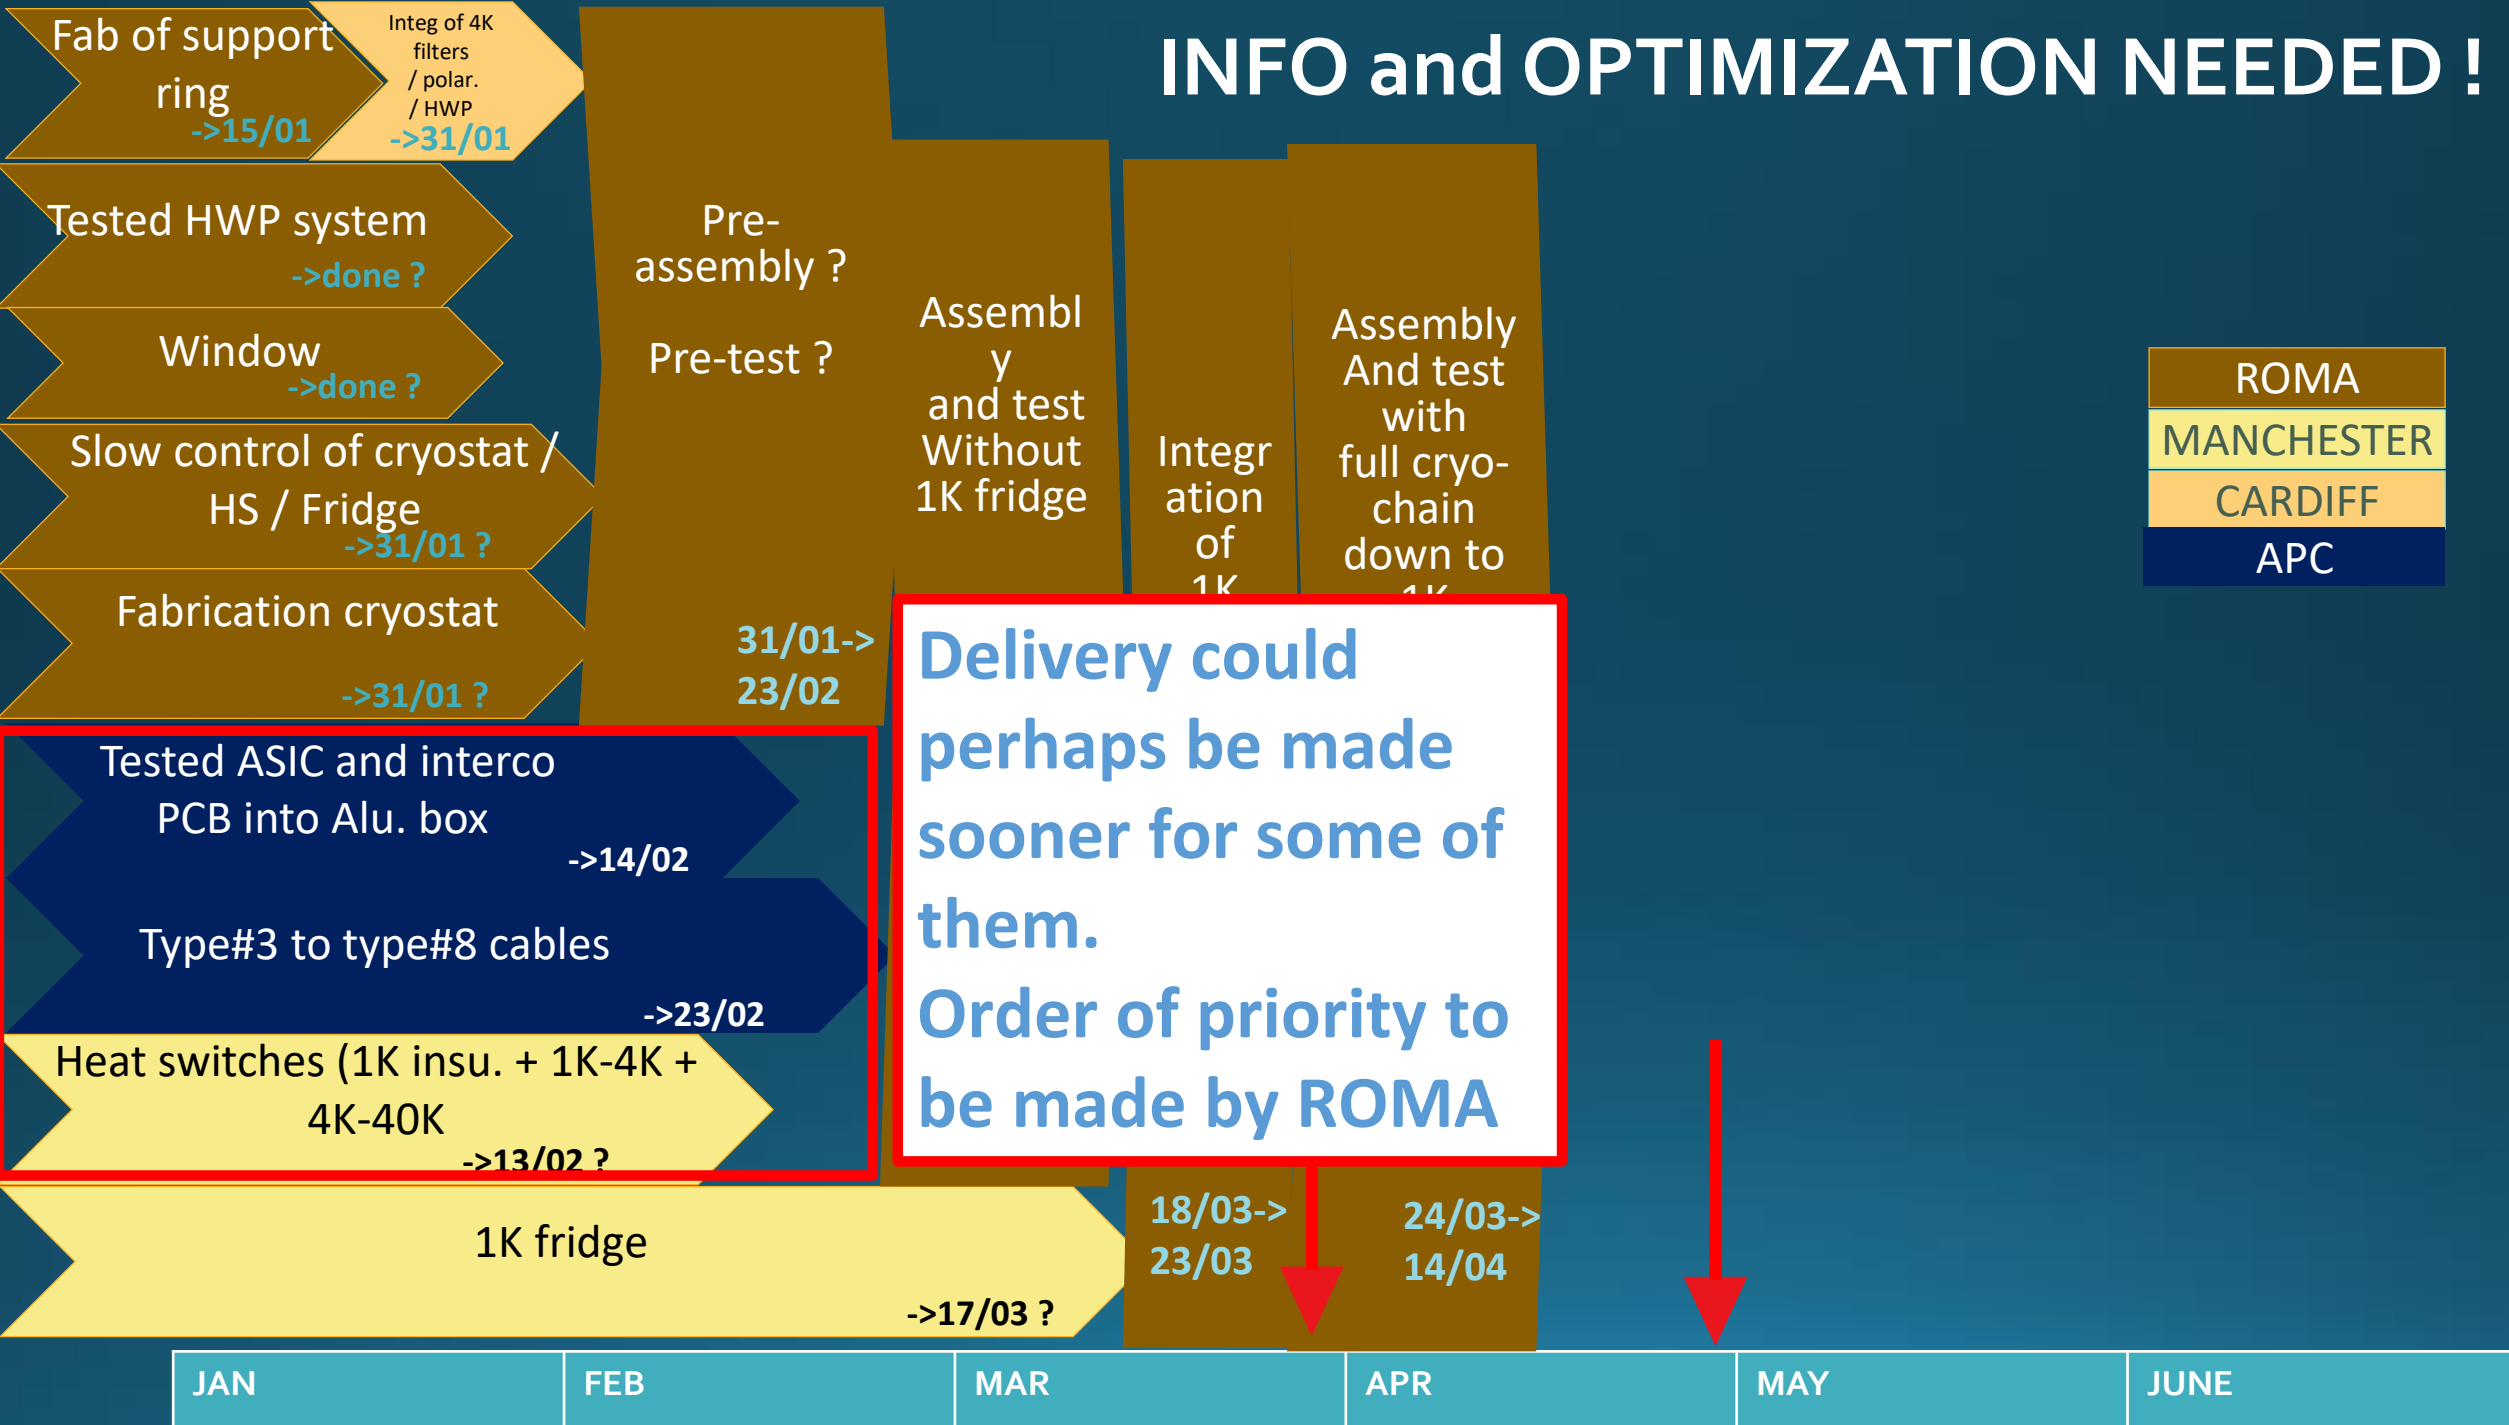 INFO and OPTIMIZATION NEEDED !
Fab of support
ring
->15/01
Integ of 4K
filters
/ polar.
/ HWP
->31/01
Tested HWP system
->done ?
Window
->done ?
Slow control of cryostat /
HS / Fridge
->31/01 ?
Fabrication cryostat
->31/01 ?
Tested ASIC and interco
PCB into Alu. box
->14/02
Type#3 to type#8 cables
->23/02
Heat switches (1K insu. + 1K-4K +
4K-40K
->13/02 ?
1K fridge
->17/03 ?
Pre-
assembly ?
Pre-test ?
31/01->
23/02
Assembl
y
and test
Without
1K fridge
Integr
ation
of
1K
18/03->
23/03
Assembly
And test
with
full cryo-
chain
down to
1K
24/03->
14/04
Delivery could
perhaps be made
sooner for some of
them.
Order of priority to
be made by ROMA
ROMA
MANCHESTER
CARDIFF
APC
JAN
FEB
MAR
APR
MAY
JUNE